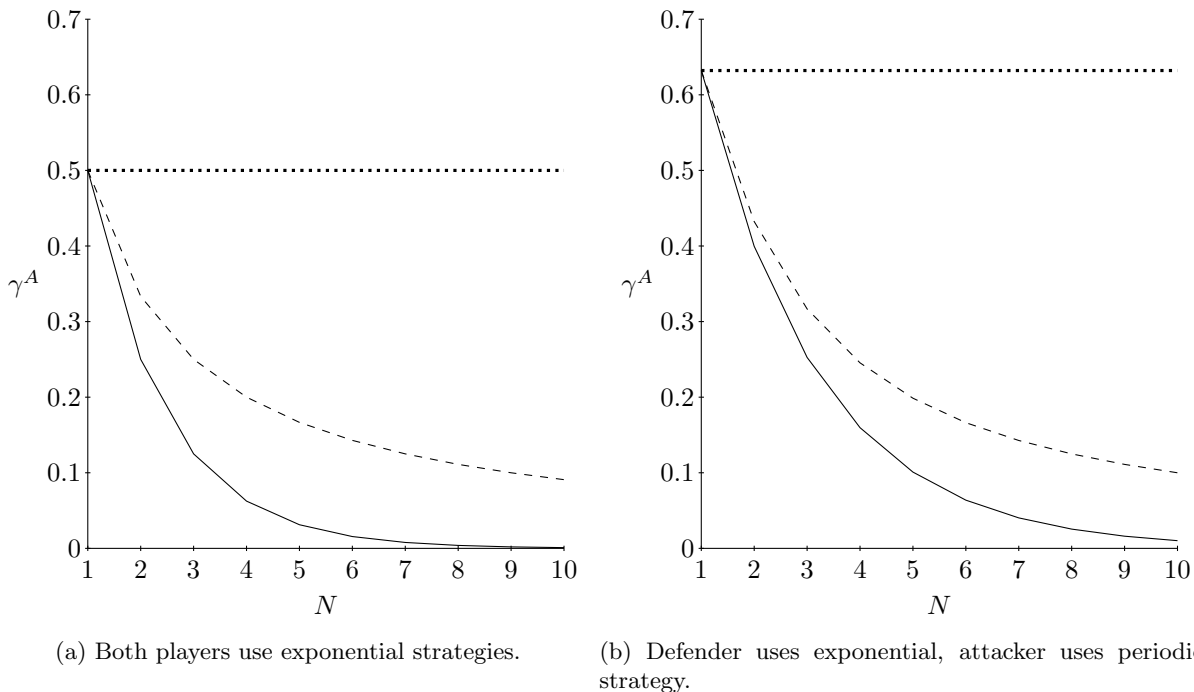 0.7
0.6
0.5
0.4
γ^A
0.3
0.2
0.1
0
1 2 3 4 5 6 7 8 9 10
N
(a) Both players use exponential strategies.
0.7
0.6
0.5
0.4
γ^A
0.3
0.2
0.1
0
1 2 3 4 5 6 7 8 9 10
N
(b) Defender uses exponential, attacker uses periodic
strategy.